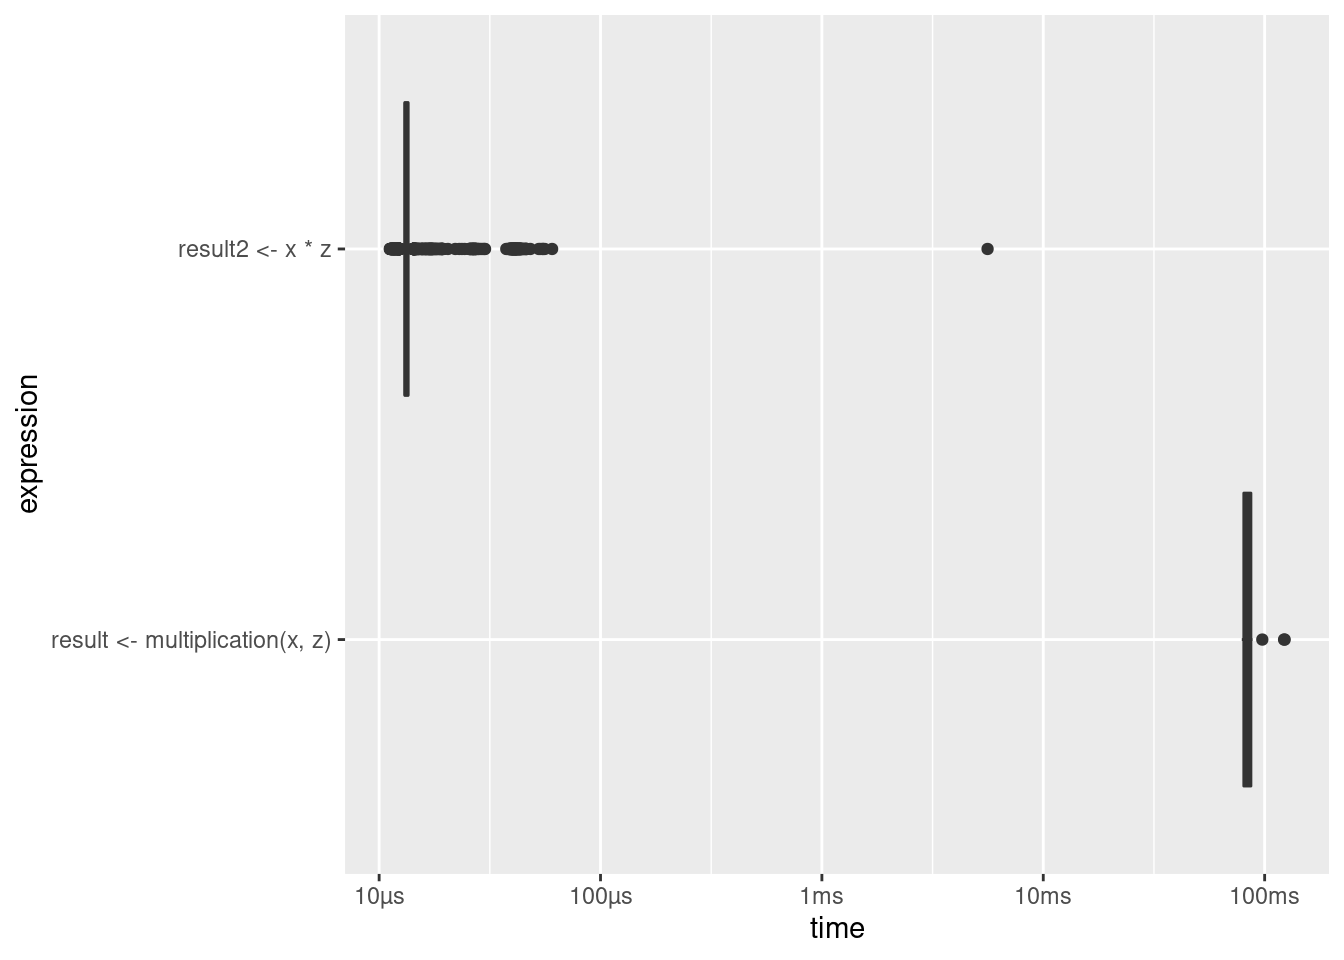 result2 <- x * z
expression
result <- multiplication(x, z)
10µs 100µs 1ms 10ms 100ms
time